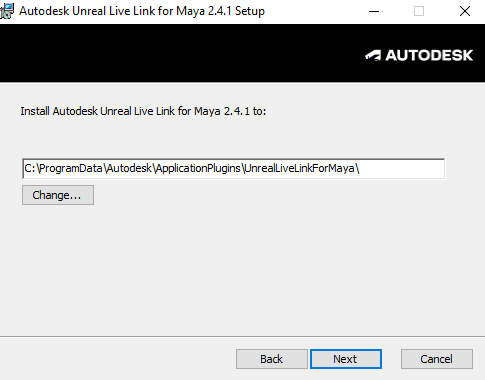 Autodesk Unreal Live Link for Maya 2.4.1 Setup
AUTODESK
Install Autodesk Unreal Live Link for Maya 2.4.1 to:
C:\ProgramData\Autodesk\ApplicationPlugins\UnrealLiveLinkForMaya\
Change...
Back
Next
Cancel